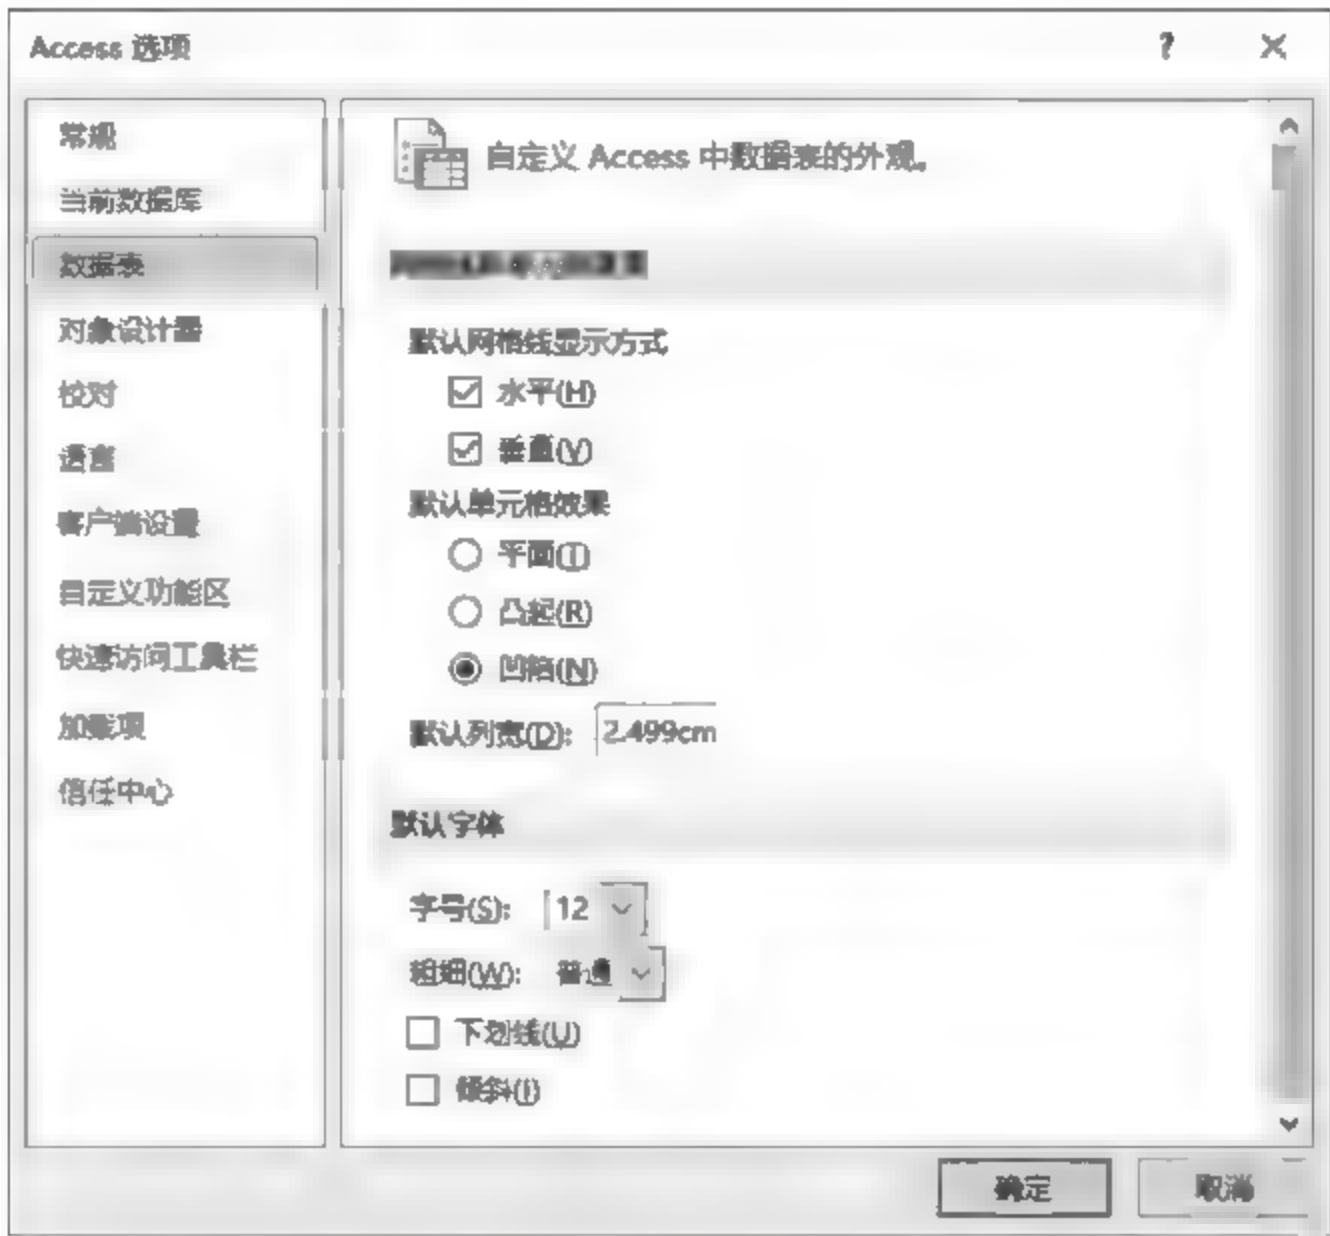 Access 选项
?
常规
当前数据库
数据表
对象设计器
校对
语言
客户端设置
自定义功能区
快速访问工具栏
加载项
信任中心
自定义 Access 中数据表的外观。
默认网格线显示方式
水平(H)
垂直(V)
默认单元格效果
平面(T)
凸起(R)
凹陷(N)
默认列宽(D): 2.499cm
默认字体
字号(S): 12
粗细(W): 普通
下划线(U)
倾斜(I)
确定 取消